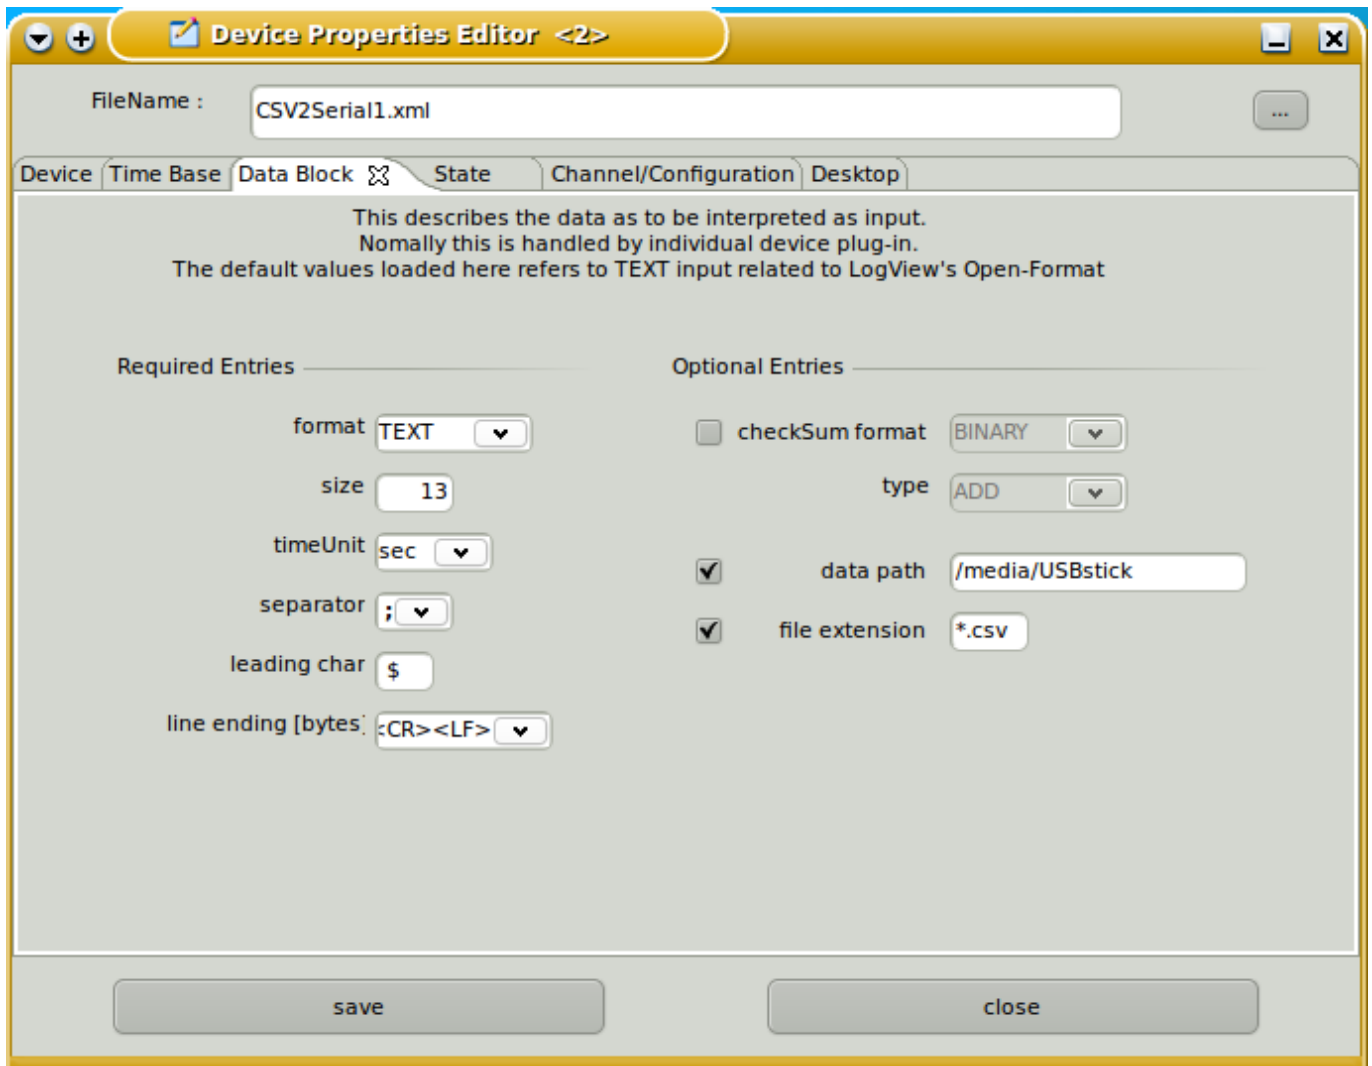 Device Properties Editor <2>
FileName :
CSV2Serial1.xml
...
Device Time Base Data Block State Channel/Configuration Desktop
This describes the data as to be interpreted as input.
Nomally this is handled by individual device plug-in.
The default values loaded here refers to TEXT input related to LogView's Open-Format
Required Entries
format TEXT
size 13
timeUnit sec
separator ;
leading char $
line ending [bytes] <CR><LF>
Optional Entries
checkSum format BINARY
type ADD
data path /media/USBstick
file extension *.csv
save close